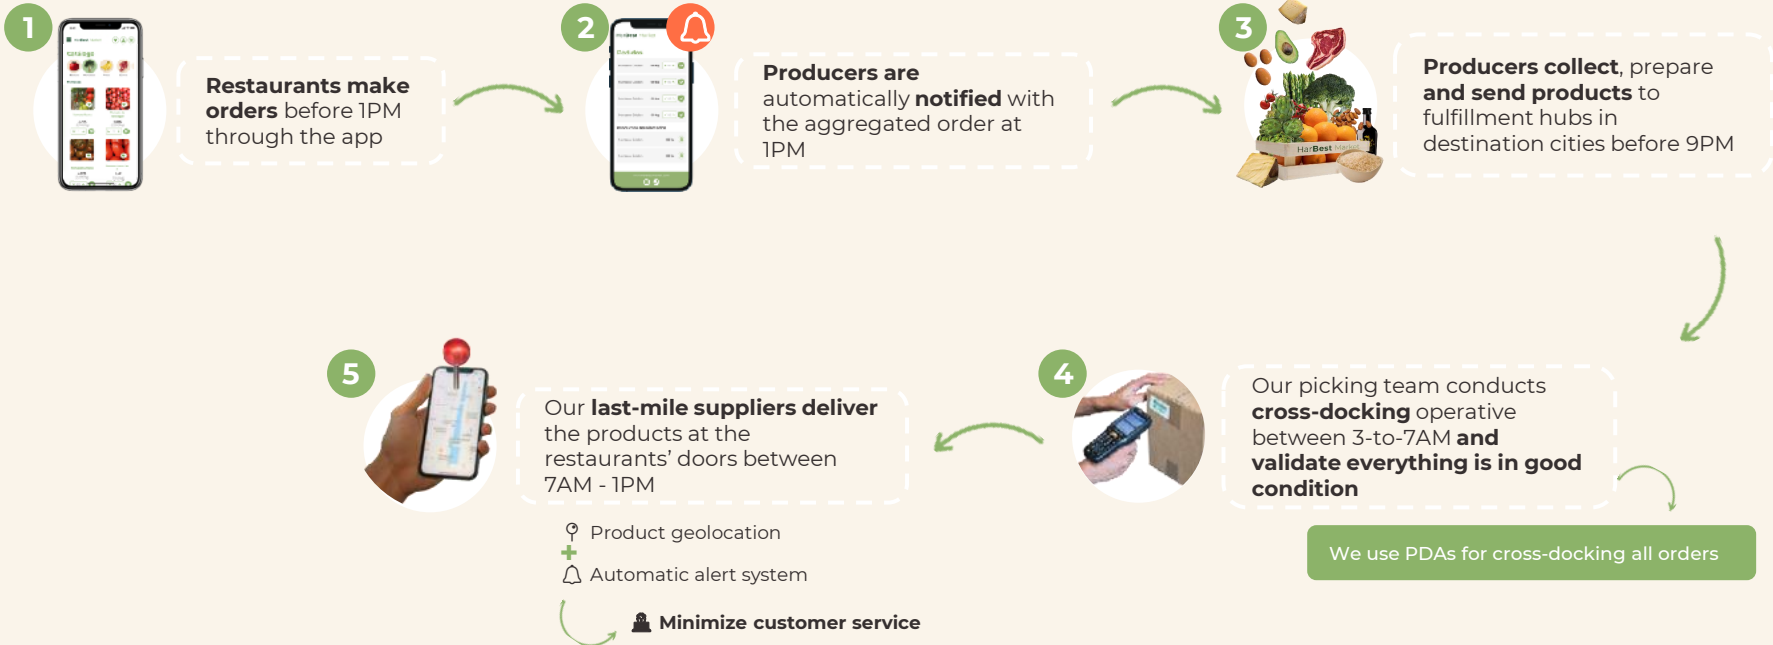 1
Restaurants make
orders before 1PM
through the app
2
Producers are
automatically notified with
the aggregated order at
1PM
3
HarBest Market
Producers collect, prepare
and send products to
fulfillment hubs in
destination cities before 9PM
5
Our last-mile suppliers deliver
the products at the
restaurants’ doors between
7AM - 1PM
Product geolocation
+
Automatic alert system
Minimize customer service
4
Our picking team conducts
cross-docking operative
between 3-to-7AM and
validate everything is in good
condition
We use PDAs for cross-docking all orders